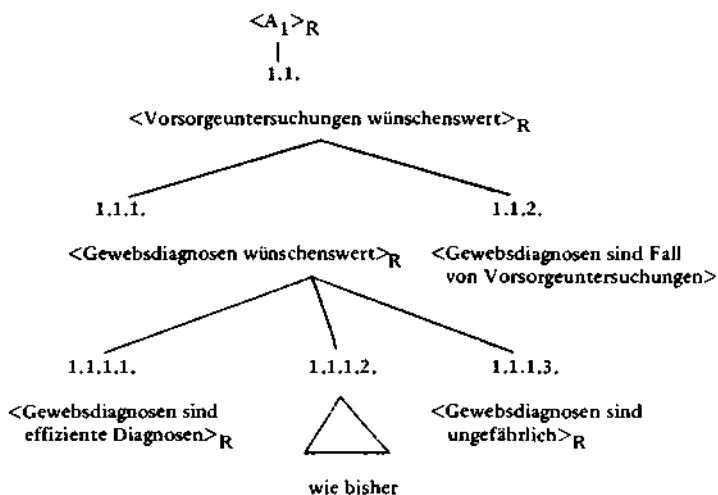 <A₁>R
1.1.
<Vorsorgeuntersuchungen wünschenswert>R
1.1.1. 1.1.2.
<Gewebsdiagnosen wünschenswert>R <Gewebsdiagnosen sind Fall
von Vorsorgeuntersuchungen>
1.1.1.1. 1.1.1.2. 1.1.1.3.
<Gewebsdiagnosen sind <Gewebsdiagnosen sind
effiziente Diagnosen>R ungefährlich>R
wie bisher